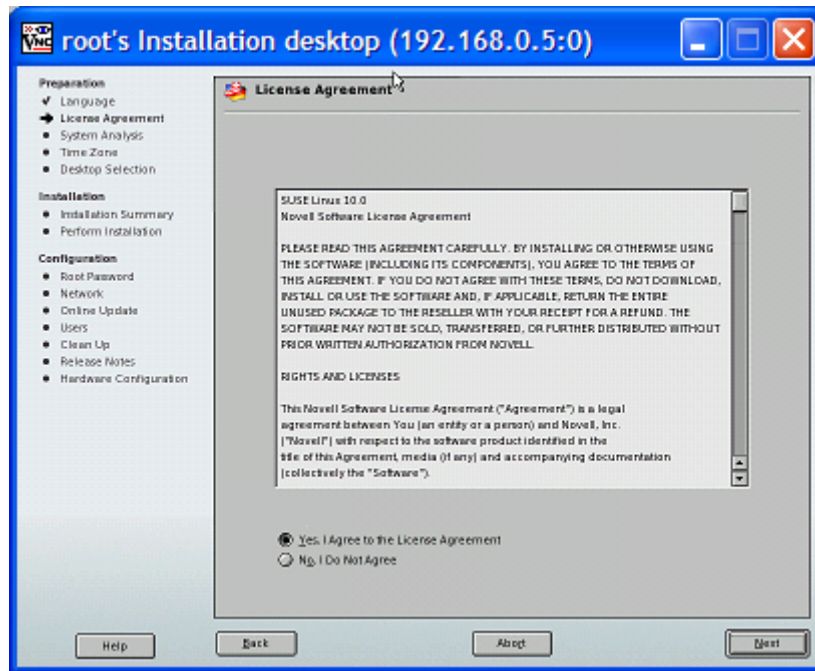 VNC root's Installation desktop (192.168.0.5:0)
Preparation
Language
License Agreement
System Analysis
Time Zone
Desktop Selection
Installation
Installation Summary
Perform Installation
Configuration
Root Password
Network
Online Update
Users
Clean Up
Release Notes
Hardware Configuration
License Agreement
SUSE Linux 10.0
Novell Software License Agreement
PLEASE READ THIS AGREEMENT CAREFULLY. BY INSTALLING OR OTHERWISE USING
THE SOFTWARE (INCLUDING ITS COMPONENTS), YOU AGREE TO THE TERMS OF
THIS AGREEMENT. IF YOU DO NOT AGREE WITH THESE TERMS, DO NOT DOWNLOAD,
INSTALL OR USE THE SOFTWARE AND, IF APPLICABLE, RETURN THE ENTIRE
UNUSED PACKAGE TO THE RESELLER WITH YOUR RECEIPT FOR A REFUND. THE
SOFTWARE MAY NOT BE SOLD, TRANSFERRED, OR FURTHER DISTRIBUTED WITHOUT
PRIOR WRITTEN AUTHORIZATION FROM NOVELL.
RIGHTS AND LICENSES
This Novell Software License Agreement ("Agreement") is a legal
agreement between You (an entity or a person) and Novell, Inc.
("Novell") with respect to the software product identified in the
title of this Agreement, media (if any) and accompanying documentation
(collectively the "Software").
Yes, I Agree to the License Agreement
No, I Do Not Agree
Help
Back
Abort
Next